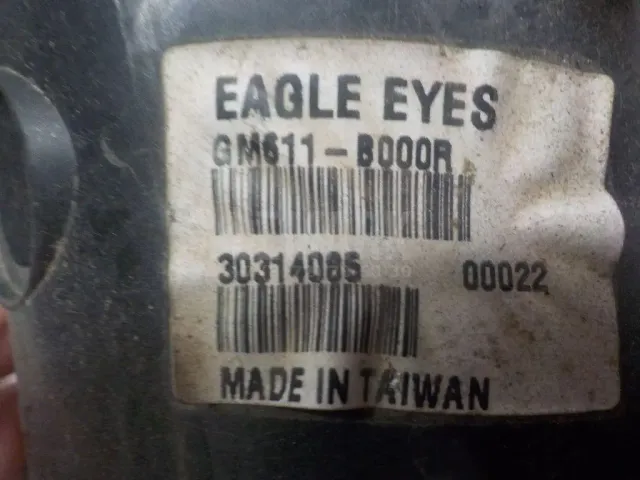 EAGLE EYES
GM611-B000R
30314085 00022
MADE IN TAIWAN